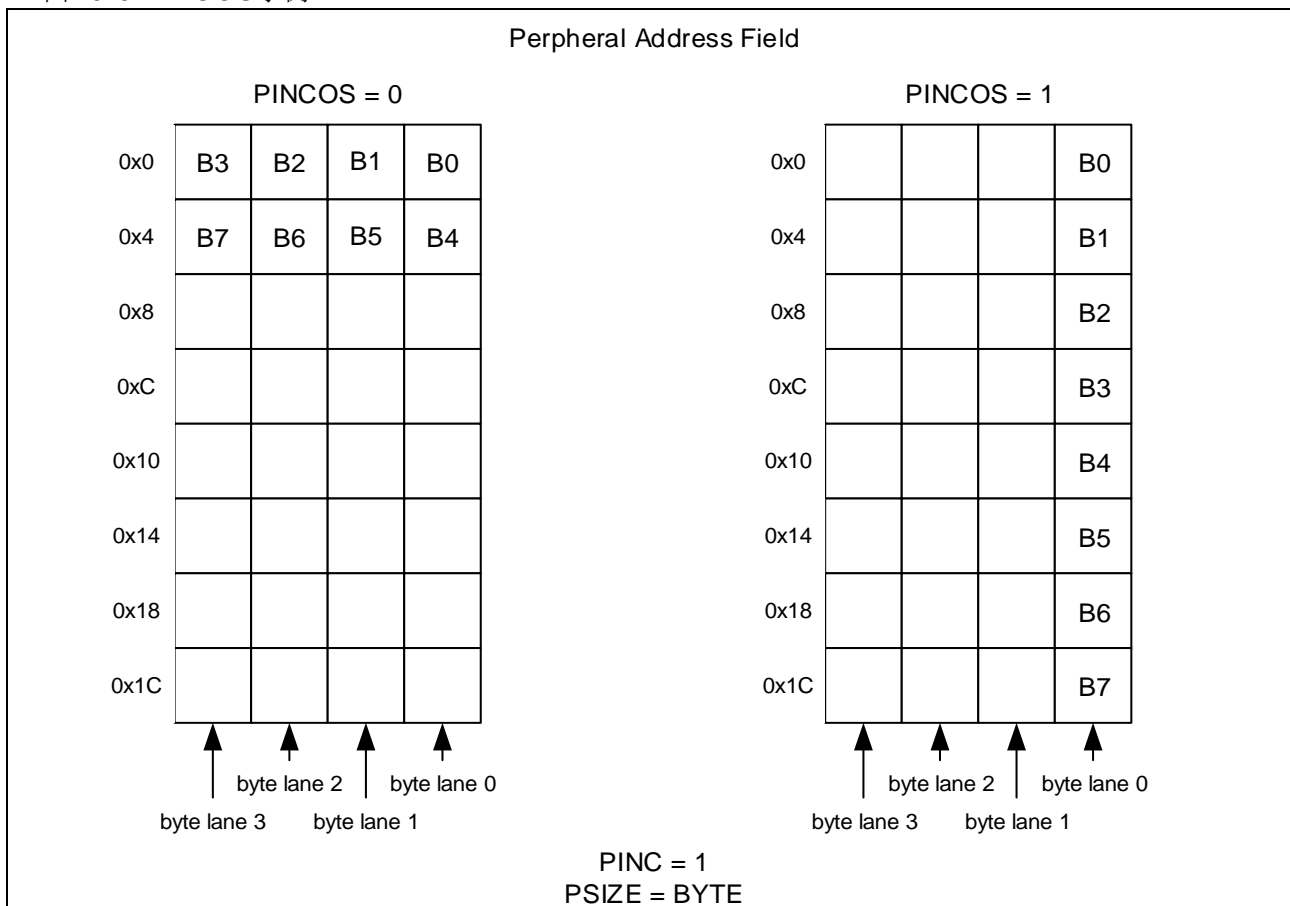 Perpheral Address Field
PINCOS = 0
0x0 B3 B2 B1 B0
0x4 B7 B6 B5 B4
0x8
0xC
0x10
0x14
0x18
0x1C
byte lane 2 byte lane 0
byte lane 3 byte lane 1
PINCOS = 1
0x0 B0
0x4 B1
0x8 B2
0xC B3
0x10 B4
0x14 B5
0x18 B6
0x1C B7
byte lane 2 byte lane 0
byte lane 3 byte lane 1
PINC = 1
PSIZE = BYTE